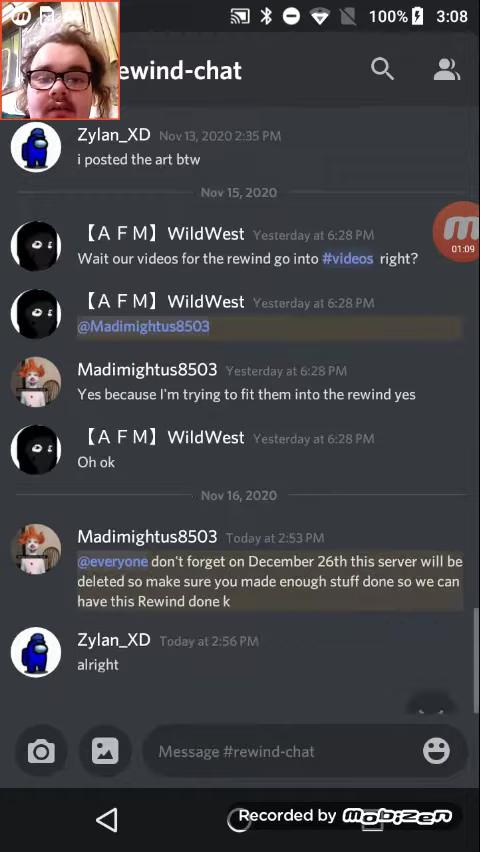 100% 3:08
ewind-chat
Zylan_XD Nov 13, 2020 2:35 PM
i posted the art btw
Nov 15, 2020
【ＡＦＭ】WildWest Yesterday at 6:28 PM
Wait our videos for the rewind go into #videos right?
【ＡＦＭ】WildWest Yesterday at 6:28 PM
@Madimightus8503
Madimightus8503 Yesterday at 6:28 PM
Yes because I'm trying to fit them into the rewind yes
【ＡＦＭ】WildWest Yesterday at 6:28 PM
Oh ok
Nov 16, 2020
Madimightus8503 Today at 2:53 PM
@everyone don't forget on December 26th this server will be
deleted so make sure you made enough stuff done so we can
have this Rewind done k
Zylan_XD Today at 2:56 PM
alright
Message #rewind-chat
Recorded by Mobizen
m
01:09